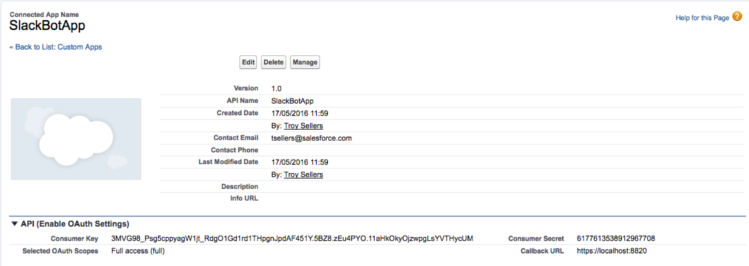 Connected App Name
SlackBotApp
Help for this Page
« Back to List: Custom Apps
Edit Delete Manage
Version 1.0
API Name SlackBotApp
Created Date 17/05/2016 11:59
By: Troy Sellers
Contact Email tsellers@salesforce.com
Contact Phone
Last Modified Date 17/05/2016 11:59
By: Troy Sellers
Description
Info URL
API (Enable OAuth Settings)
Consumer Key 3MVG98_Psg5cppyagW1jt_RdgO1Gd1rd1THpgnJpdAF451Y.5BZ8.zEu4PYO.11aHkOkyOjzwpgLsYVTHycUM Consumer Secret 6177613538912967708
Selected OAuth Scopes Full access (full) Callback URL https://localhost:8820